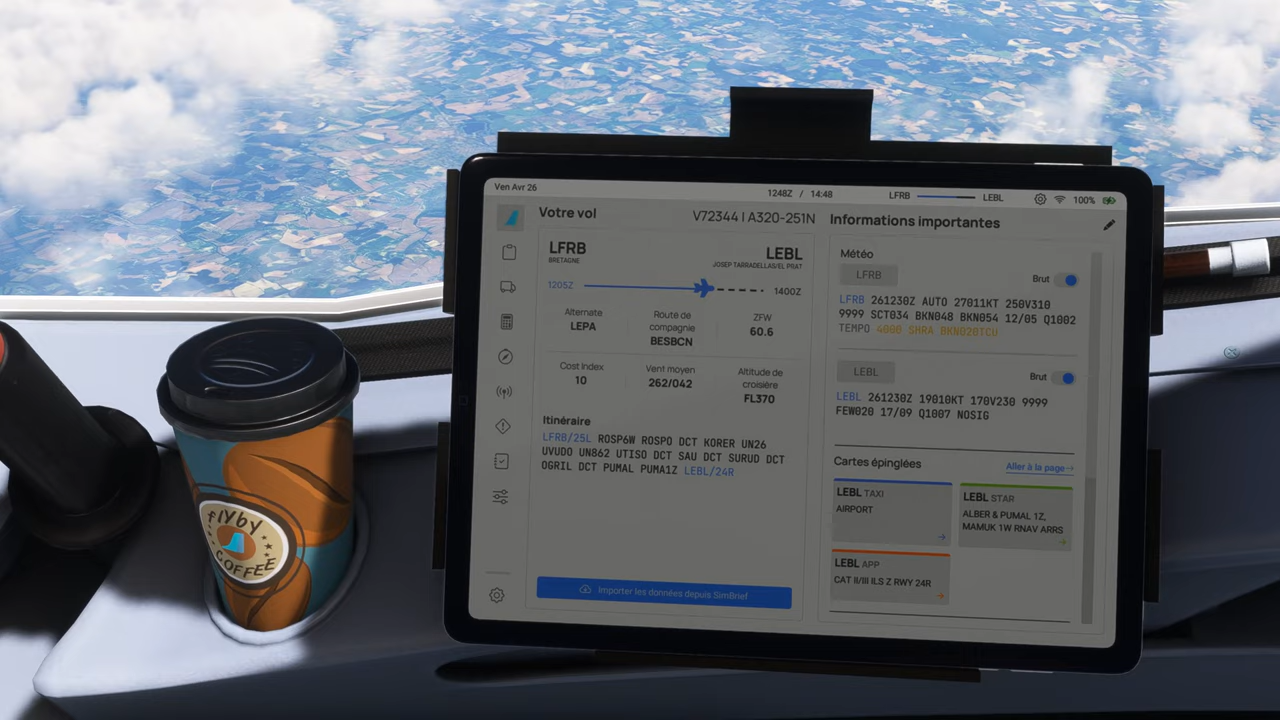 Ven Avr 26
1248Z / 14:48
LFRB LEBL
100%
Votre vol
V72344 | A320-251N
LFRB
BRETAGNE
LEBL
JOSEP TARRADELLAS/EL PRAT
1205Z
1400Z
Alternate
LEPA
Route de
compagnie
BESBCN
ZFW
60.6
Cost Index
10
Vent moyen
262/042
Altitude de
croisière
FL370
Itinéraire
LFRB/25L ROSP6W ROSPO DCT KORER UN26
UVUDO UN862 UTISO DCT SAU DCT SURUD DCT
OGRIL DCT PUMAL PUMA1Z LEBL/24R
Importer les données depuis SimBrief
Informations importantes
Météo
LFRB
Brut
LFRB 261230Z AUTO 27011KT 250V310
9999 SCT034 BKN048 BKN054 12/05 Q1002
TEMPO 4000 SHRA BKN020TCU
LEBL
Brut
LEBL 261230Z 19010KT 170V230 9999
FEW020 17/09 Q1007 NOSIG
Cartes épinglées
Aller à la page
LEBL TAXI
AIRPORT
LEBL STAR
ALBER & PUMAL 1Z,
MAMUK 1W RNAV ARRS
LEBL APP
CAT II/III ILS Z RWY 24R
flyby
COFFEE